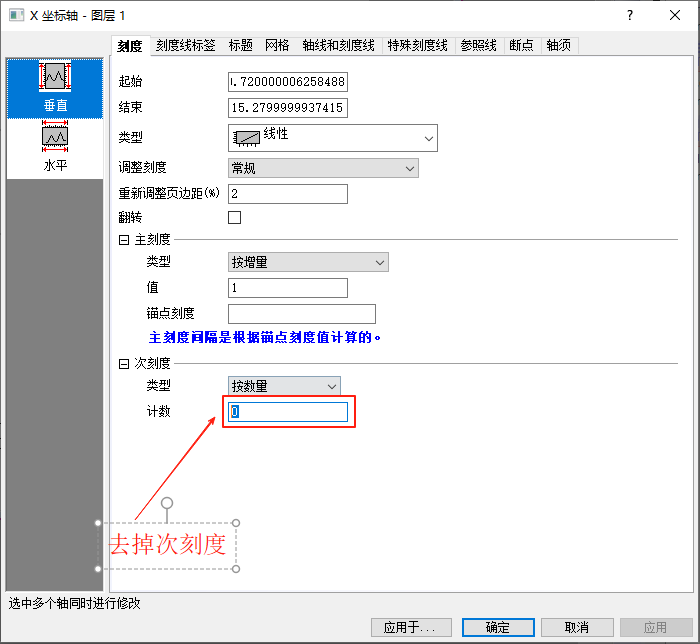 X 坐标轴 - 图层 1
?
刻度 刻度线标签 标题 网格 轴线和刻度线 特殊刻度线 参照线 断点 轴须
垂直
水平
起始 .720000006258488
结束 15.2799999937415
类型 线性
调整刻度 常规
重新调整页边距(%) 2
翻转
主刻度
类型 按增量
值 1
锚点刻度
主刻度间隔是根据锚点刻度值计算的。
次刻度
类型 按数量
计数 0
去掉次刻度
选中多个轴同时进行修改
应用于... 确定 取消 应用